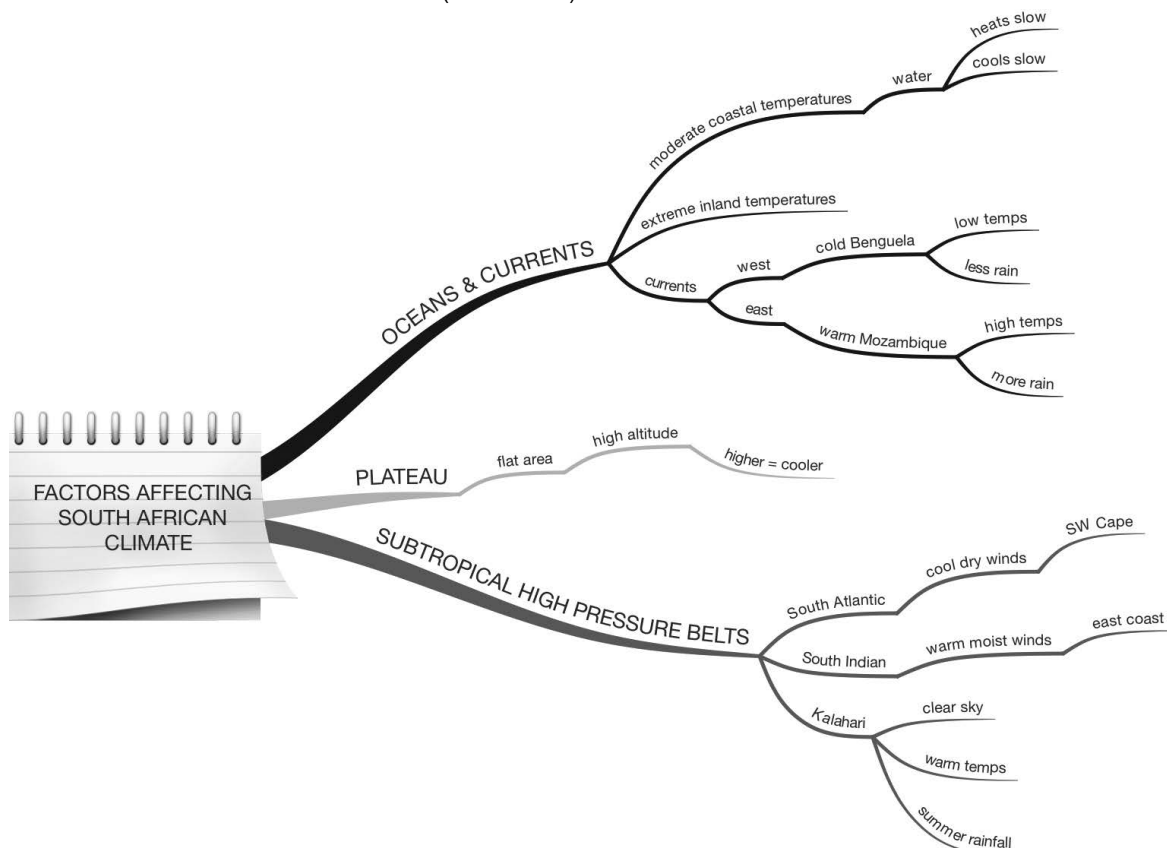 FACTORS AFFECTING
SOUTH AFRICAN
CLIMATE
OCEANS & CURRENTS
moderate coastal temperatures
water
heats slow
cools slow
extreme inland temperatures
currents
west
cold Benguela
low temps
less rain
east
warm Mozambique
high temps
more rain
PLATEAU
flat area
high altitude
higher = cooler
SUBTROPICAL HIGH PRESSURE BELTS
South Atlantic
cool dry winds
SW Cape
South Indian
warm moist winds
east coast
Kalahari
clear sky
warm temps
summer rainfall